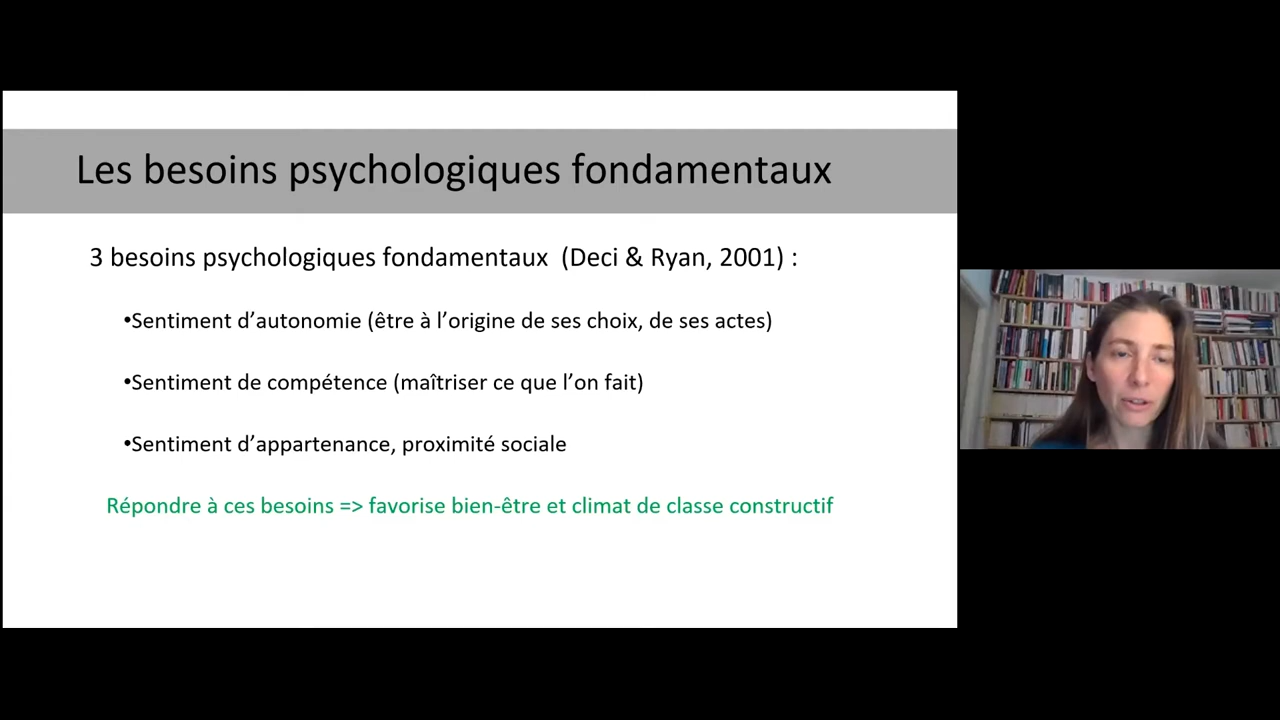 Les besoins psychologiques fondamentaux
3 besoins psychologiques fondamentaux (Deci & Ryan, 2001) :
•Sentiment d’autonomie (être à l’origine de ses choix, de ses actes)
•Sentiment de compétence (maîtriser ce que l’on fait)
•Sentiment d’appartenance, proximité sociale
Répondre à ces besoins => favorise bien-être et climat de classe constructif